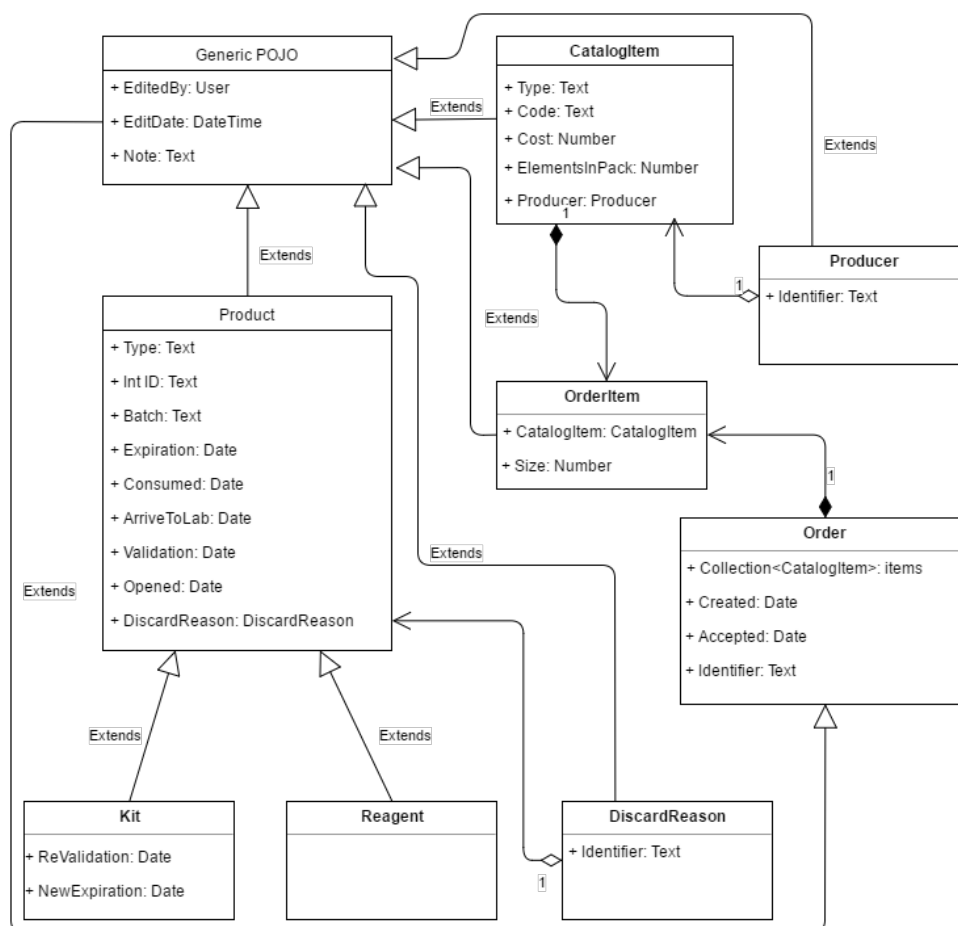 Generic POJO
+ EditedBy: User
+ EditDate: DateTime
+ Note: Text
CatalogItem
+ Type: Text
+ Code: Text
+ Cost: Number
+ ElementsInPack: Number
+ Producer: Producer
1
Extends
Extends
Producer
+ Identifier: Text
1
Extends
Extends
Product
+ Type: Text
+ Int ID: Text
+ Batch: Text
+ Expiration: Date
+ Consumed: Date
+ ArriveToLab: Date
+ Validation: Date
+ Opened: Date
+ DiscardReason: DiscardReason
OrderItem
+ CatalogItem: CatalogItem
+ Size: Number
1
Order
+ Collection<CatalogItem>: items
+ Created: Date
+ Accepted: Date
+ Identifier: Text
Extends
Extends
Extends
Extends
Kit
+ ReValidation: Date
+ NewExpiration: Date
Reagent
DiscardReason
+ Identifier: Text
1